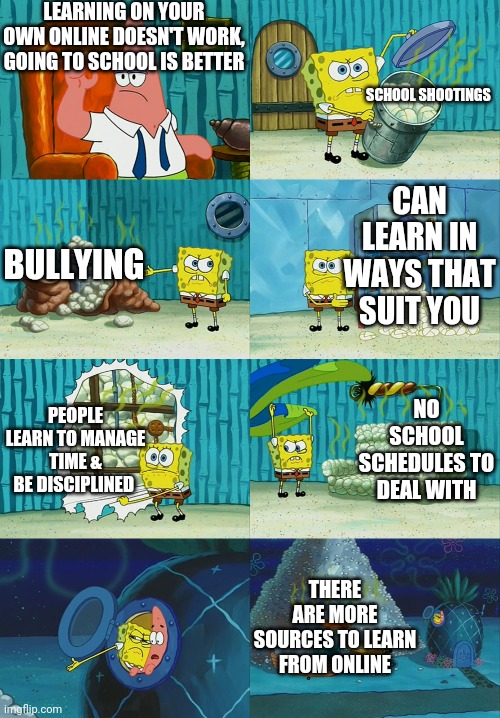 LEARNING ON YOUR
OWN ONLINE DOESN'T WORK,
GOING TO SCHOOL IS BETTER
SCHOOL SHOOTINGS
BULLYING
CAN
LEARN IN
WAYS THAT
SUIT YOU
PEOPLE
LEARN TO MANAGE
TIME &
BE DISCIPLINED
NO
SCHOOL
SCHEDULES TO
DEAL WITH
THERE
ARE MORE
SOURCES TO LEARN
FROM ONLINE
imgflip.com